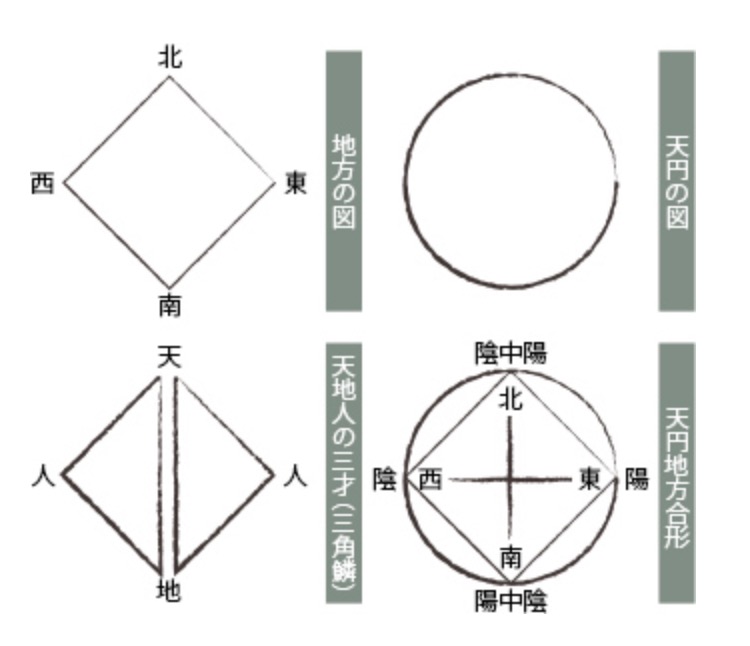 天円の図
地方の図
北
西
東
南
天円地方合形
陰中陽
北
陰
西
東
陽
南
陽中陰
天地人の三才(三角鱗)
天
人
人
地